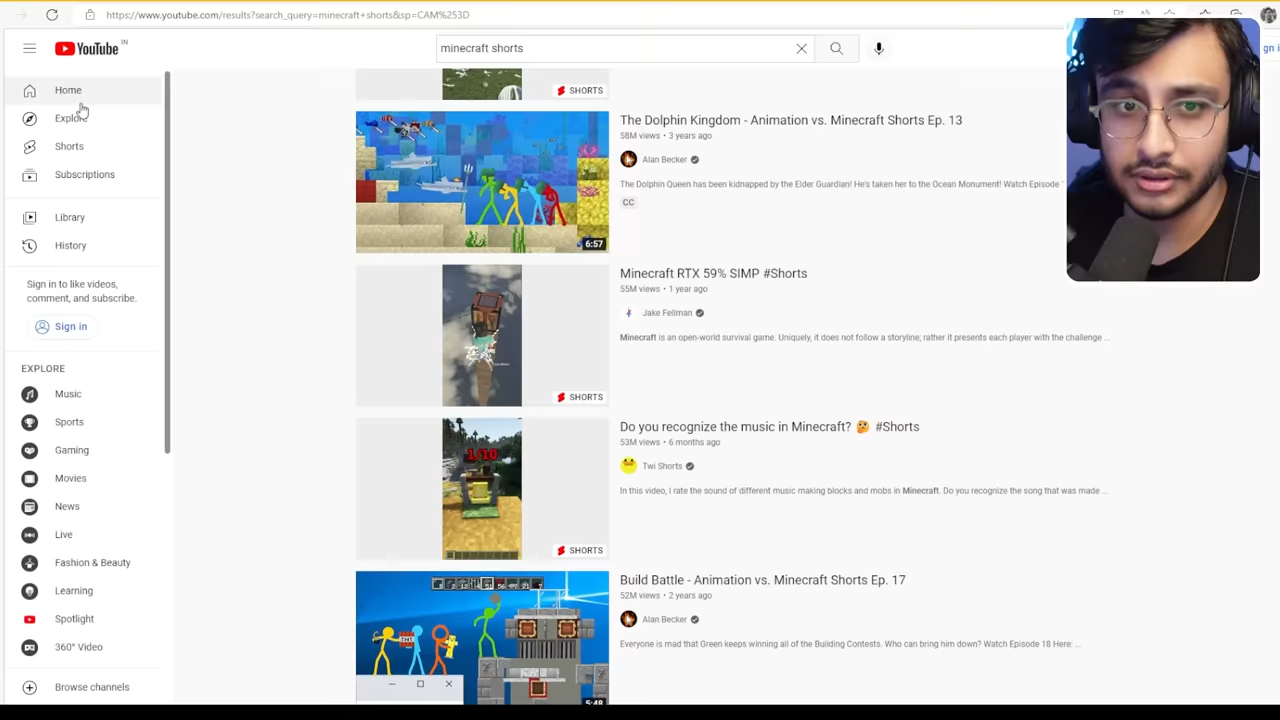 https://www.youtube.com/results?search_query=minecraft+shorts&sp=CAM%253D
YouTube IN
minecraft shorts
Home
Explore
Shorts
Subscriptions
Library
History
Sign in to like videos,
comment, and subscribe.
Sign in
EXPLORE
Music
Sports
Gaming
Movies
News
Live
Fashion & Beauty
Learning
Spotlight
360° Video
Browse channels
SHORTS
The Dolphin Kingdom - Animation vs. Minecraft Shorts Ep. 13
58M views • 3 years ago
Alan Becker
The Dolphin Queen has been kidnapped by the Elder Guardian! He's taken her to the Ocean Monument! Watch Episode
CC
6:57
Minecraft RTX 59% SIMP #Shorts
55M views • 1 year ago
Jake Fellman
Minecraft is an open-world survival game. Uniquely, it does not follow a storyline; rather it presents each player with the challenge ...
SHORTS
Do you recognize the music in Minecraft? 🤔 #Shorts
53M views • 6 months ago
Twi Shorts
In this video, I rate the sound of different music making blocks and mobs in Minecraft. Do you recognize the song that was made ...
1/10
SHORTS
Build Battle - Animation vs. Minecraft Shorts Ep. 17
52M views • 2 years ago
Alan Becker
Everyone is mad that Green keeps winning all of the Building Contests. Who can bring him down? Watch Episode 18 Here: ...
5:48